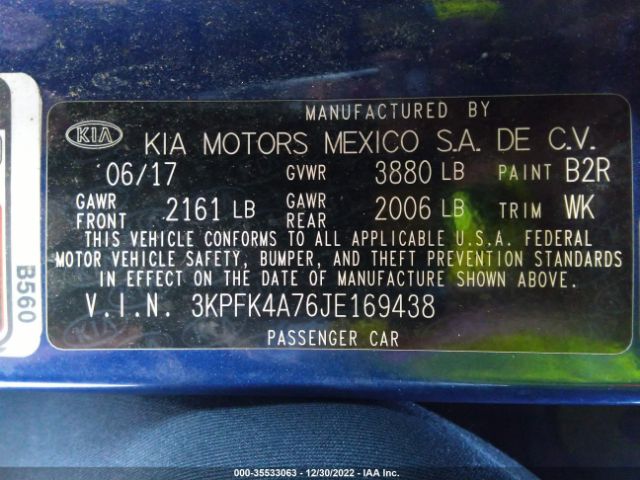 MANUFACTURED BY
KIA KIA MOTORS MEXICO S.A. DE C.V.
06/17 GVWR 3880 LB PAINT B2R
GAWR FRONT 2161 LB GAWR REAR 2006 LB TRIM WK
THIS VEHICLE CONFORMS TO ALL APPLICABLE U.S.A. FEDERAL
MOTOR VEHICLE SAFETY, BUMPER, AND THEFT PREVENTION STANDARDS
IN EFFECT ON THE DATE OF MANUFACTURE SHOWN ABOVE.
V.I.N. 3KPFK4A76JE169438
PASSENGER CAR
B560
000-35533063 - 12/30/2022 - IAA Inc.